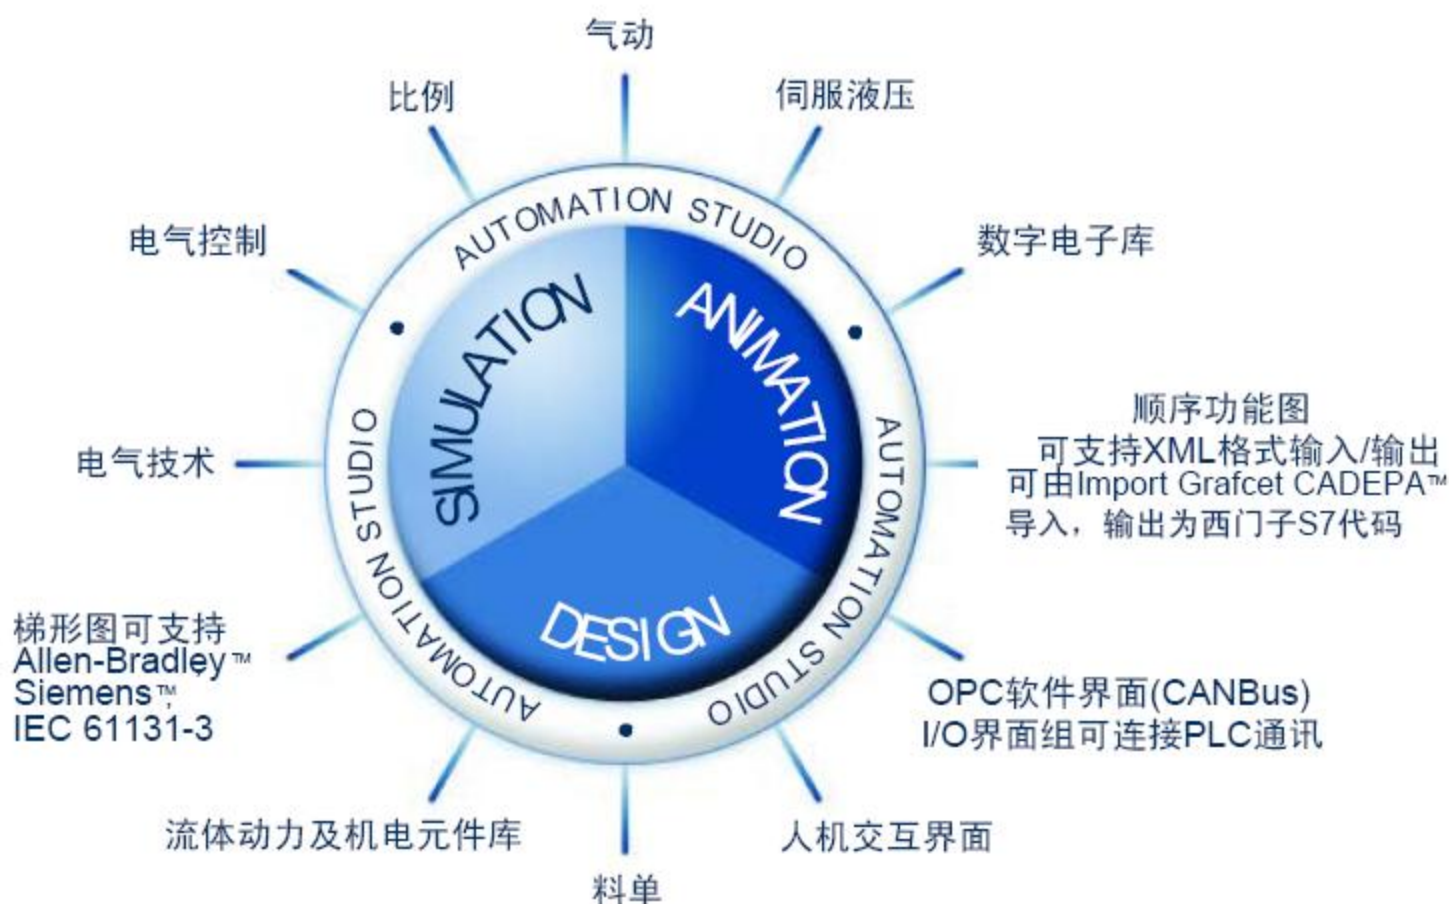 气动
比例
伺服液压
电气控制
数字电子库
AUTOMATION STUDIO
SIMULATION
ANIMATION
DESIGN
AUTOMATION STUDIO
AUTOMATION STUDIO
电气技术
顺序功能图
可支持XML格式输入/输出
可由Import Grafcet CADEPA™
导入，输出为西门子S7代码
梯形图可支持
Allen-Bradley™,
Siemens™,
IEC 61131-3
OPC软件界面(CANBus)
I/O界面组可连接PLC通讯
流体动力及机电元件库
人机交互界面
料单